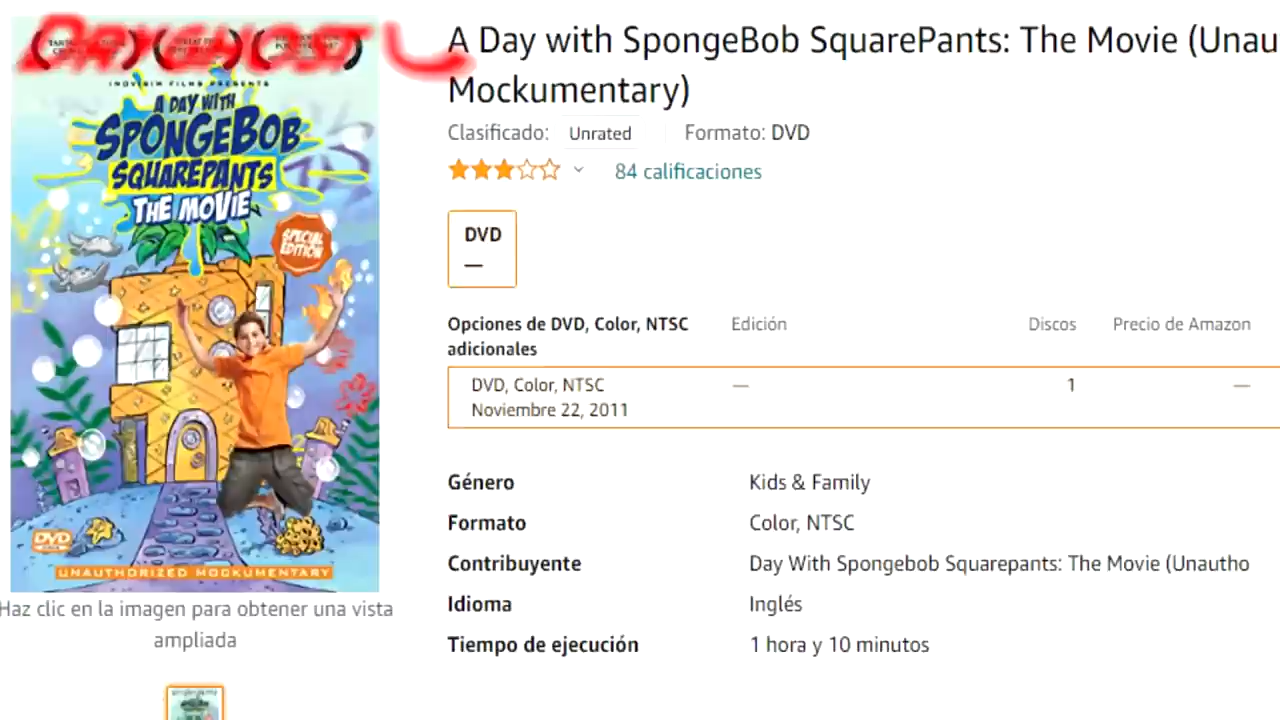 A Day with SpongeBob SquarePants: The Movie (Unau
Mockumentary)
Clasificado: Unrated Formato: DVD
84 calificaciones
DVD
—
Opciones de DVD, Color, NTSC
adicionales
Edición Discos Precio de Amazon
DVD, Color, NTSC — 1 —
Noviembre 22, 2011
Género Kids & Family
Formato Color, NTSC
Contribuyente Day With Spongebob Squarepants: The Movie (Unautho
Idioma Inglés
Tiempo de ejecución 1 hora y 10 minutos
INDVISIM FILMS PRESENTS
A DAY WITH
SPONGEBOB
SQUAREPANTS
THE MOVIE
SPECIAL
EDITION
DVD
UNAUTHORIZED MOCKUMENTARY
Haz clic en la imagen para obtener una vista
ampliada